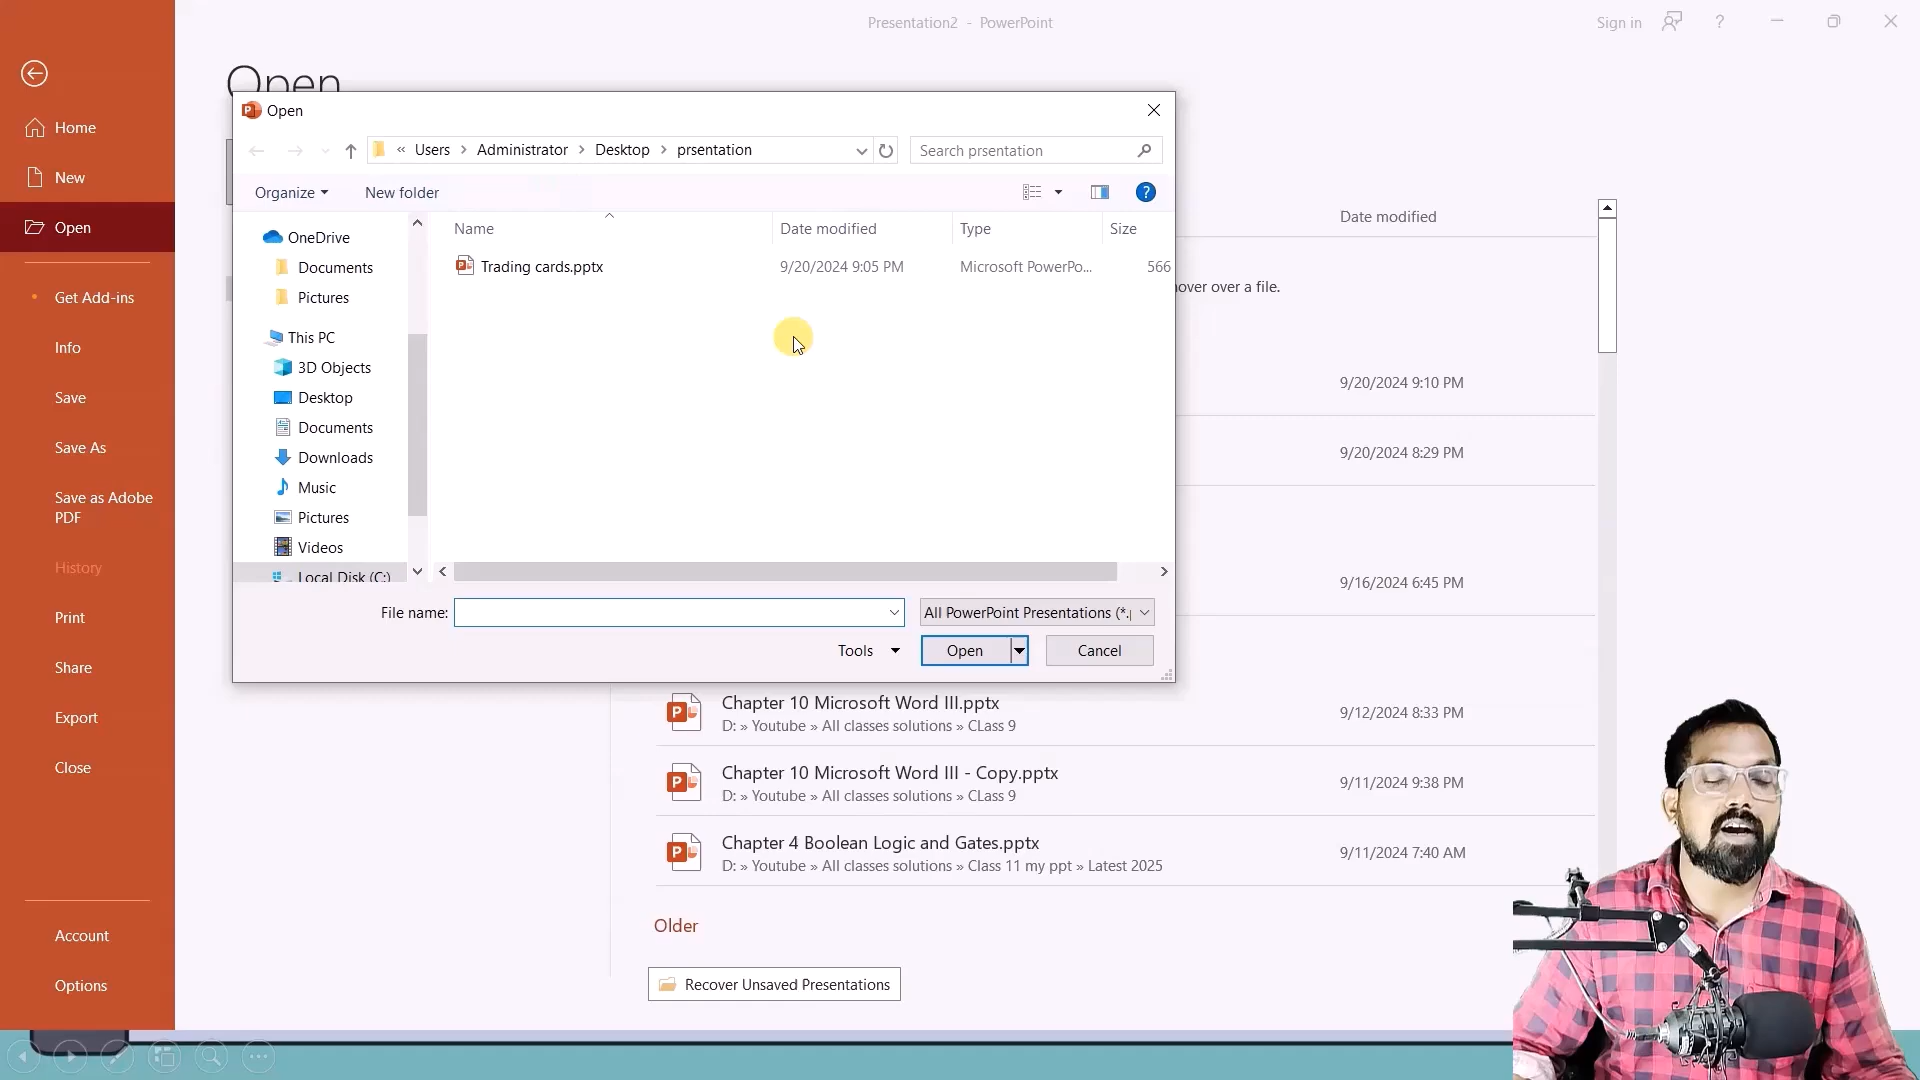 Presentation2 - PowerPoint
Sign in
?
Open
Home
New
Open
Get Add-ins
Info
Save
Save As
Save as Adobe
PDF
History
Print
Share
Export
Close
Account
Options
Open
« Users > Administrator > Desktop > prsentation
Search prsentation
Organize
New folder
?
OneDrive
Documents
Pictures
This PC
3D Objects
Desktop
Documents
Downloads
Music
Pictures
Videos
Local Disk (C:)
Name
Date modified
Type
Size
Trading cards.pptx
9/20/2024 9:05 PM
Microsoft PowerPo...
566
File name:
All PowerPoint Presentations (*.
Tools
Open
Cancel
Date modified
hover over a file.
9/20/2024 9:10 PM
9/20/2024 8:29 PM
9/16/2024 6:45 PM
Chapter 10 Microsoft Word III.pptx
D: » Youtube » All classes solutions » CLass 9
9/12/2024 8:33 PM
Chapter 10 Microsoft Word III - Copy.pptx
D: » Youtube » All classes solutions » CLass 9
9/11/2024 9:38 PM
Chapter 4 Boolean Logic and Gates.pptx
D: » Youtube » All classes solutions » Class 11 my ppt » Latest 2025
9/11/2024 7:40 AM
Older
Recover Unsaved Presentations